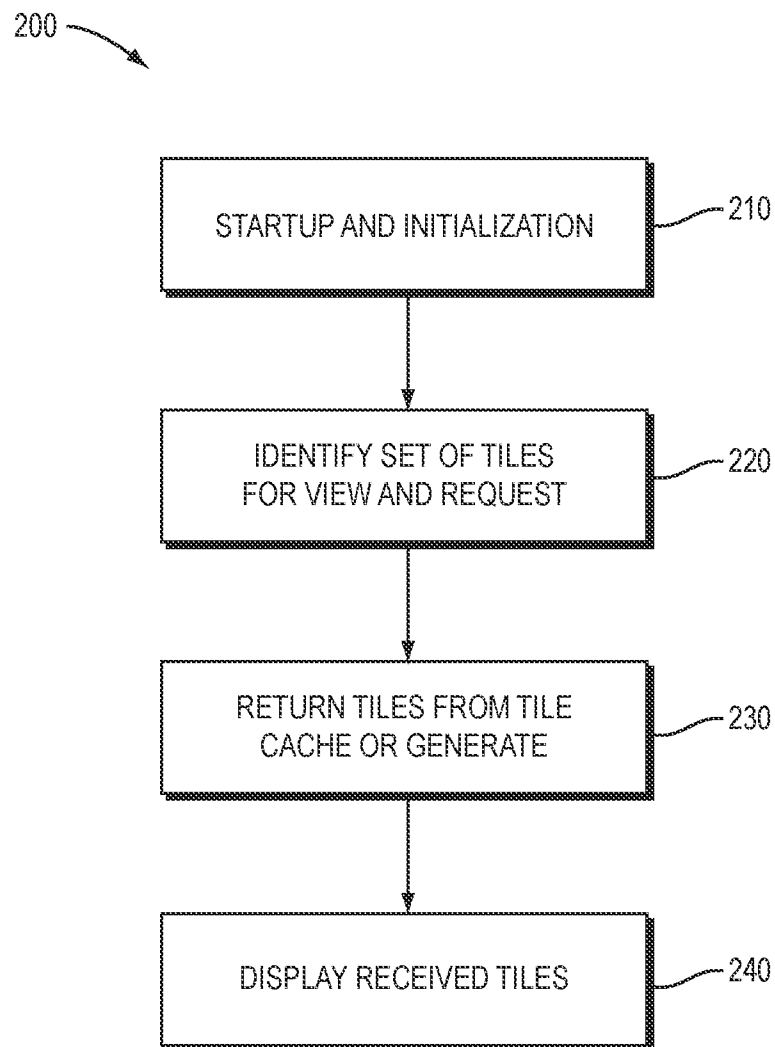 200
STARTUP AND INITIALIZATION
210
IDENTIFY SET OF TILES
FOR VIEW AND REQUEST
220
RETURN TILES FROM TILE
CACHE OR GENERATE
230
DISPLAY RECEIVED TILES
240